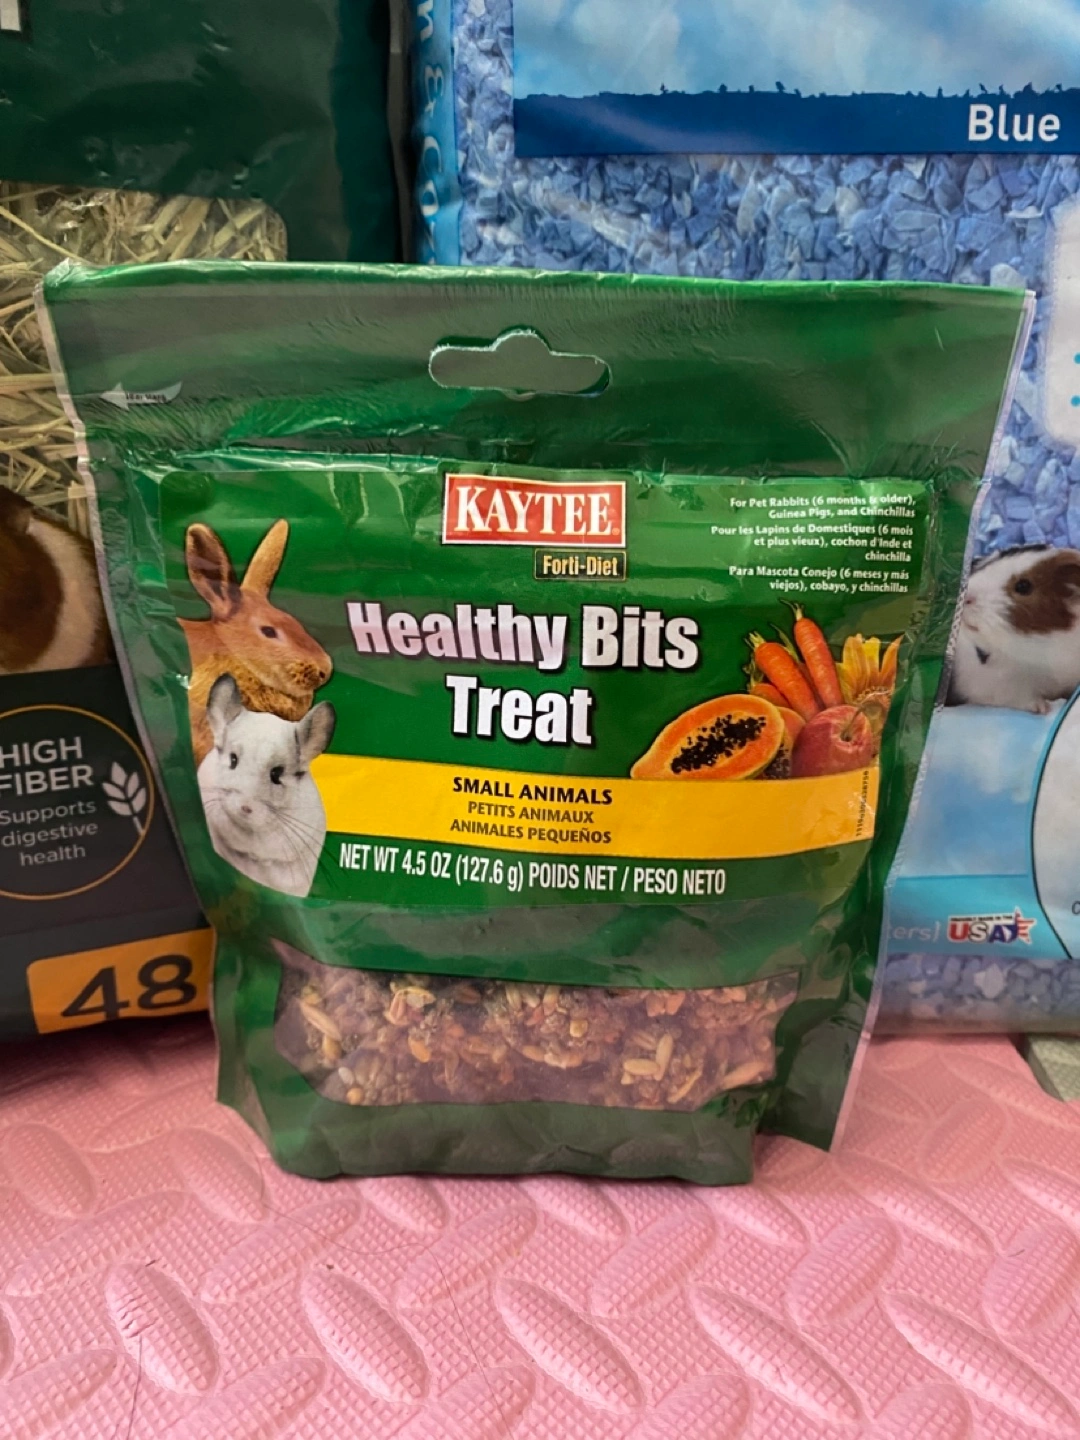 Blue
n & Co
KAYTEE
Forti-Diet
For Pet Rabbits (6 months & older),
Guinea Pigs, and Chinchillas
Pour les Lapins de Domestiques (6 mois
et plus vieux), cochon d'Inde et
chinchilla
Para Mascota Conejo (6 meses y más
viejos), cobayo, y chinchillas
Healthy Bits
Treat
SMALL ANIMALS
PETITS ANIMAUX
ANIMALES PEQUEÑOS
NET WT 4.5 OZ (127.6 g) POIDS NET / PESO NETO
HIGH
FIBER
Supports
digestive
health
48
ers)
USA